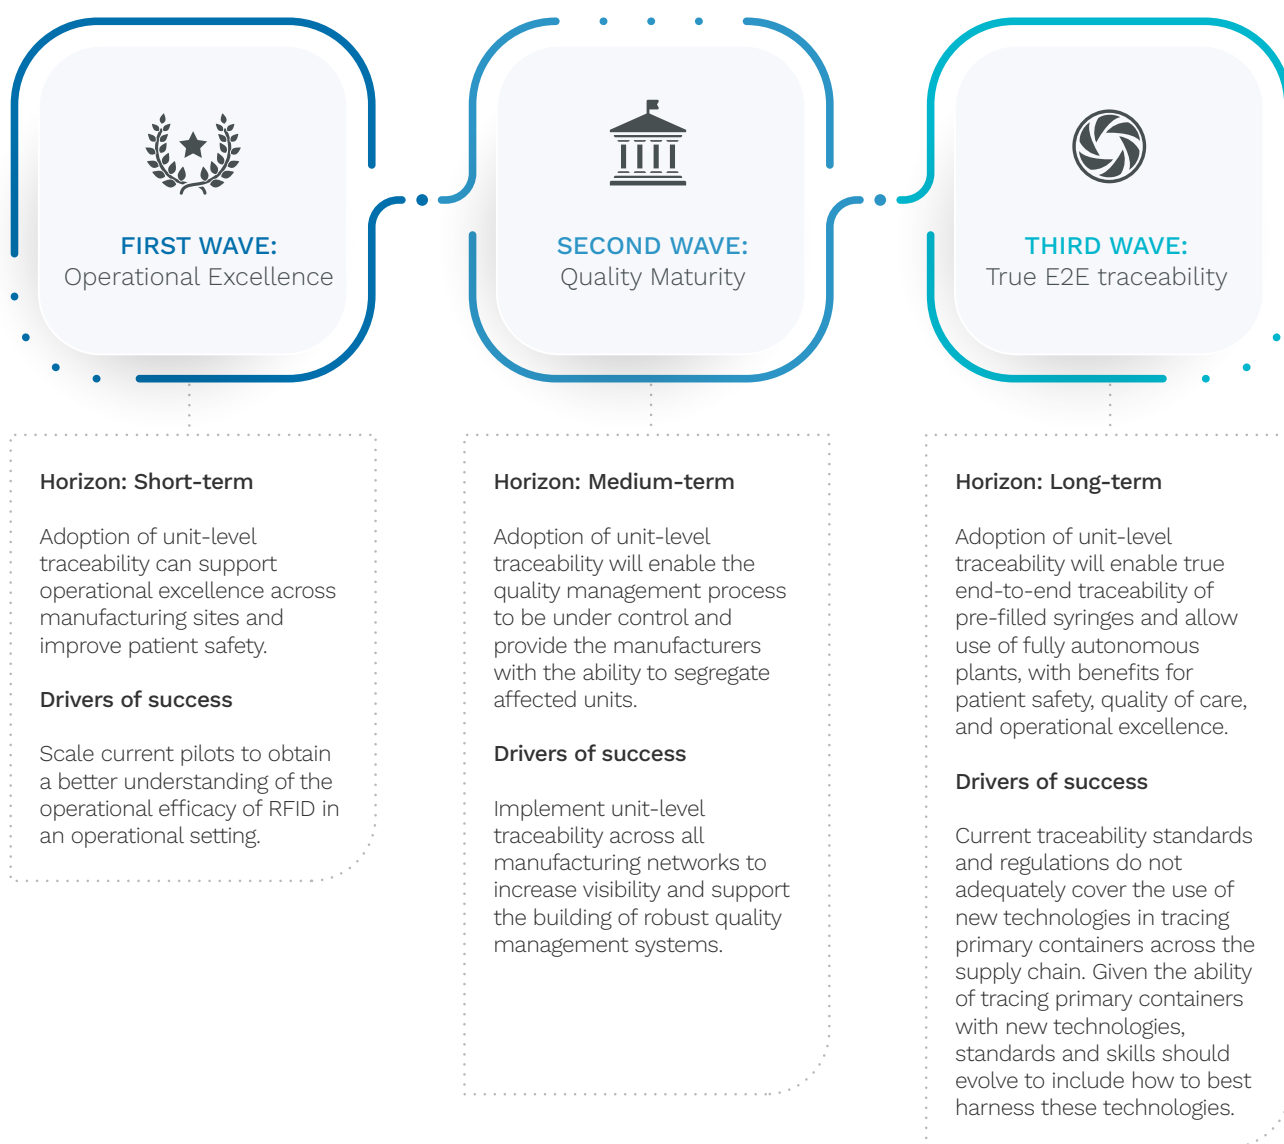 FIRST WAVE:
Operational Excellence
SECOND WAVE:
Quality Maturity
THIRD WAVE:
True E2E traceability
Horizon: Short-term
Adoption of unit-level
traceability can support
operational excellence across
manufacturing sites and
improve patient safety.
Drivers of success
Scale current pilots to obtain
a better understanding of the
operational efficacy of RFID in
an operational setting.
Horizon: Medium-term
Adoption of unit-level
traceability will enable the
quality management process
to be under control and
provide the manufacturers
with the ability to segregate
affected units.
Drivers of success
Implement unit-level
traceability across all
manufacturing networks to
increase visibility and support
the building of robust quality
management systems.
Horizon: Long-term
Adoption of unit-level
traceability will enable true
end-to-end traceability of
pre-filled syringes and allow
use of fully autonomous
plants, with benefits for
patient safety, quality of care,
and operational excellence.
Drivers of success
Current traceability standards
and regulations do not
adequately cover the use of
new technologies in tracing
primary containers across the
supply chain. Given the ability
of tracing primary containers
with new technologies,
standards and skills should
evolve to include how to best
harness these technologies.